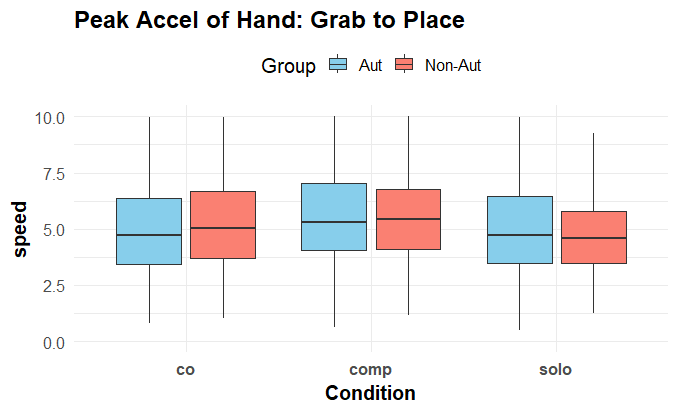 Peak Accel of Hand: Grab to Place
Group Aut Non-Aut
10.0
7.5
5.0
2.5
0.0
speed
co comp solo
Condition